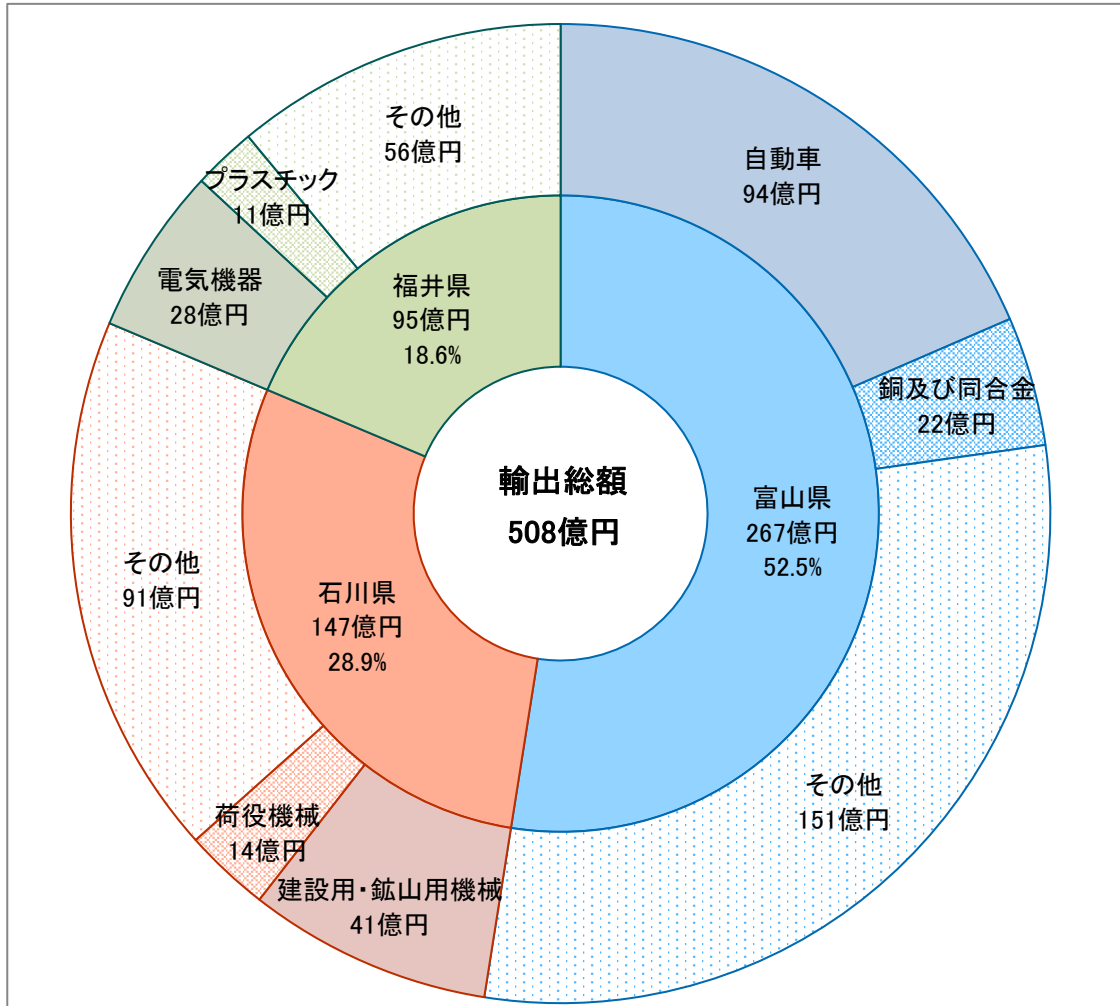 輸出総額
508億円
富山県
267億円
52.5%
石川県
147億円
28.9%
福井県
95億円
18.6%
自動車
94億円
銅及び同合金
22億円
その他
151億円
建設用・鉱山用機械
41億円
荷役機械
14億円
その他
91億円
電気機器
28億円
プラスチック
11億円
その他
56億円